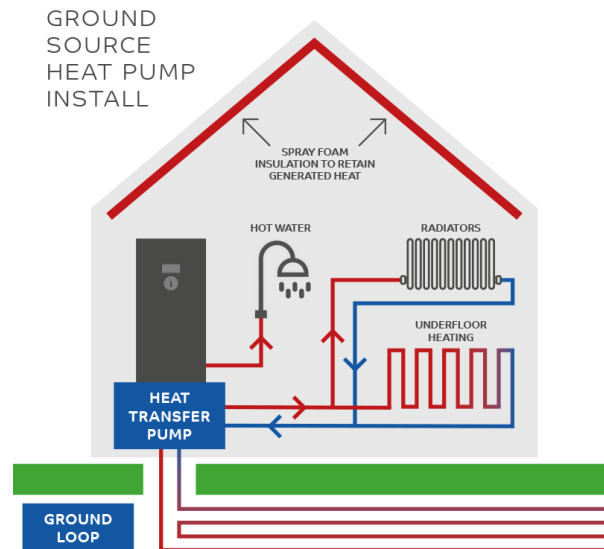 GROUND
SOURCE
HEAT PUMP
INSTALL
SPRAY FOAM
INSULATION TO RETAIN
GENERATED HEAT
HOT WATER
RADIATORS
UNDERFLOOR
HEATING
HEAT
TRANSFER
PUMP
GROUND
LOOP